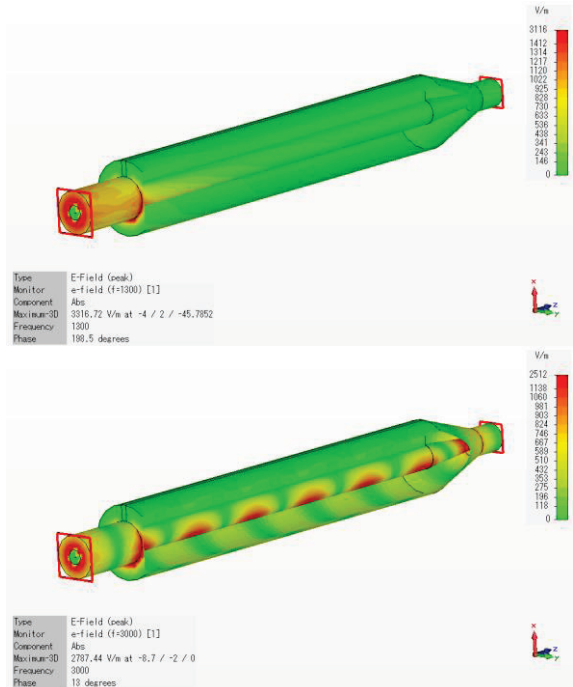 V/m
3116
1412
1314
1217
1120
1022
925
828
730
633
536
438
341
243
146
0
Type E-Field (peak)
Monitor e-field (f=1300) [1]
Component Abs
Maximum-3D 3316.72 V/m at -4 / 2 / -45.7852
Frequency 1300
Phase 198.5 degrees
x
y
z
V/m
2512
1138
1060
981
903
824
746
667
589
510
432
353
275
196
118
0
Type E-Field (peak)
Monitor e-field (f=3000) [1]
Component Abs
Maximum-3D 2787.44 V/m at -8.7 / -2 / 0
Frequency 3000
Phase 13 degrees
x
y
z